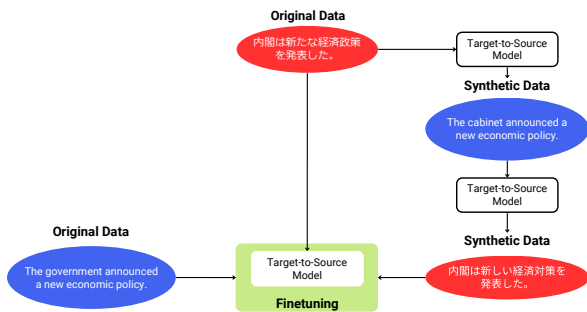 Original Data
内閣は新たな経済政策
を発表した。
Target-to-Source
Model
Synthetic Data
The cabinet announced a
new economic policy.
Target-to-Source
Model
Original Data
Synthetic Data
The government announced
a new economic policy.
Target-to-Source
Model
Finetuning
内閣は新しい経済対策を
発表した。